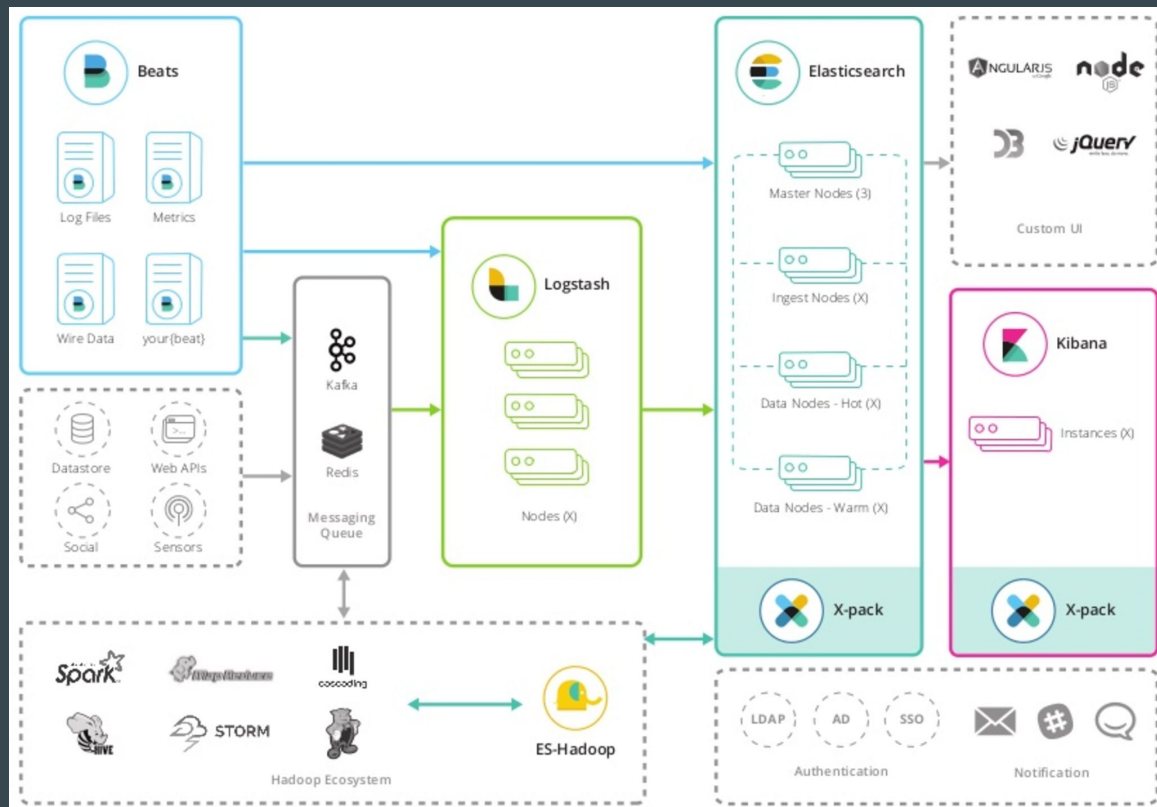 Beats
Log Files
Metrics
Wire Data
your{beat}
Datastore
Web APIs
Social
Sensors
Kafka
Redis
Messaging
Queue
Logstash
Nodes (X)
Elasticsearch
Master Nodes (3)
Ingest Nodes (X)
Data Nodes - Hot (X)
Data Nodes - Warm (X)
X-pack
ANGULARJS
node
JS
D3
jQuery
Custom UI
Kibana
Instances (X)
X-pack
Spark
cascading
HIVE
STORM
ES-Hadoop
Hadoop Ecosystem
LDAP
AD
SSO
Authentication
Notification